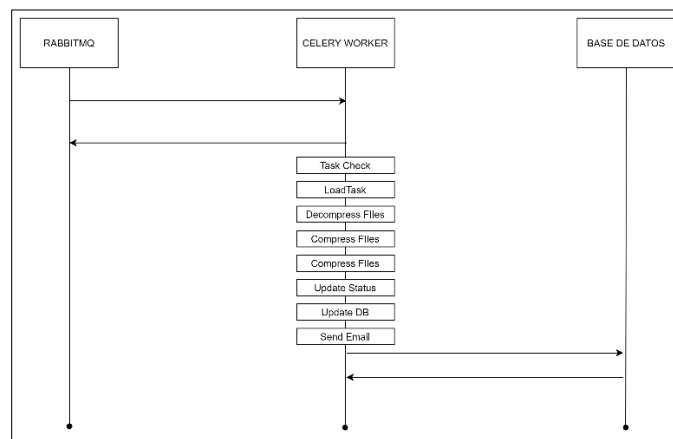 RABBITMQ
CELERY WORKER
BASE DE DATOS
Task Check
LoadTask
Decompress FIles
Compress FIles
Compress FIles
Update Status
Update DB
Send Email